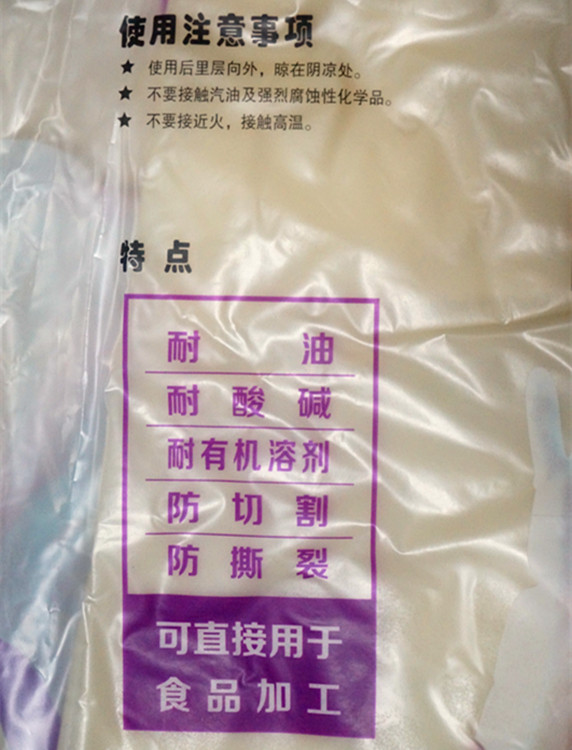 使用注意事项
★ 使用后里层向外，晾在阴凉处。
★ 不要接触汽油及强烈腐蚀性化学品。
★ 不要接近火，接触高温。
特点
耐油
耐酸碱
耐有机溶剂
防切割
防撕裂
可直接用于
食品加工